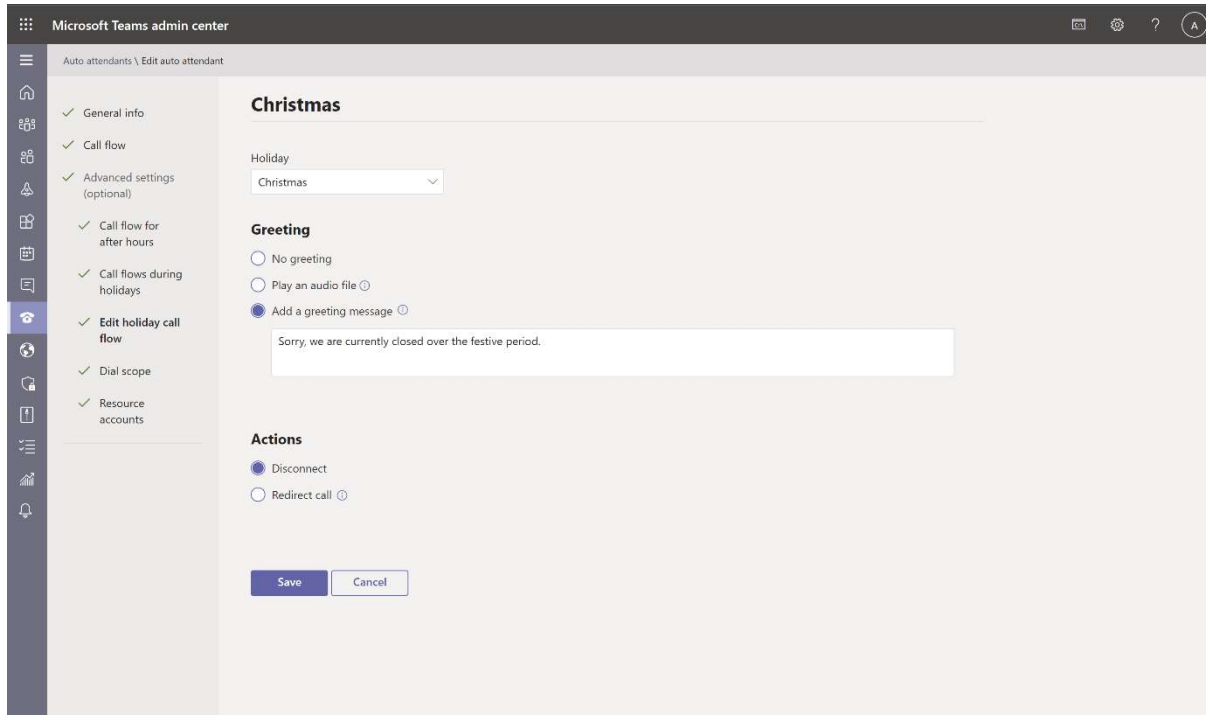 Microsoft Teams admin center
?
A
Auto attendants \ Edit auto attendant
General info
Call flow
Advanced settings
(optional)
Call flow for
after hours
Call flows during
holidays
Edit holiday call
flow
Dial scope
Resource
accounts
Christmas
Holiday
Christmas
Greeting
No greeting
Play an audio file
Add a greeting message
Sorry, we are currently closed over the festive period.
Actions
Disconnect
Redirect call
Save Cancel